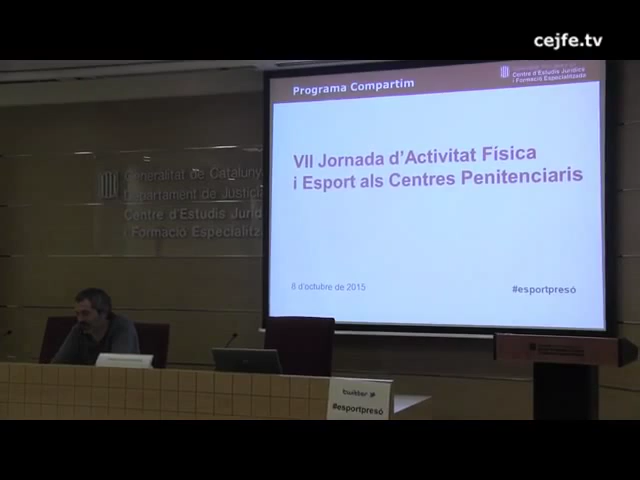 cejfe.tv
Programa Compartim
Centre d'Estudis Jurídics
i Formació Especialitzada
VII Jornada d'Activitat Física
i Esport als Centres Penitenciaris
8 d'octubre de 2015
#esportpresó
Generalitat de Catalunya
Departament de Justícia
Centre d'Estudis Jurídics
i Formació Especialitz
twitter
#esportpresó